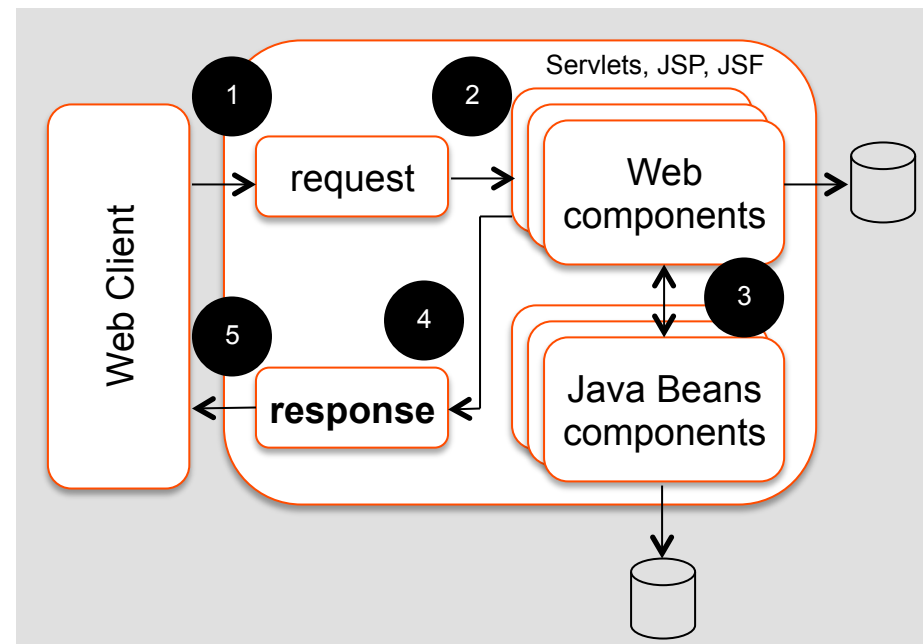 Servlets, JSP, JSF
1
2
request
Web
components
Web Client
3
4
5
response
Java Beans
components